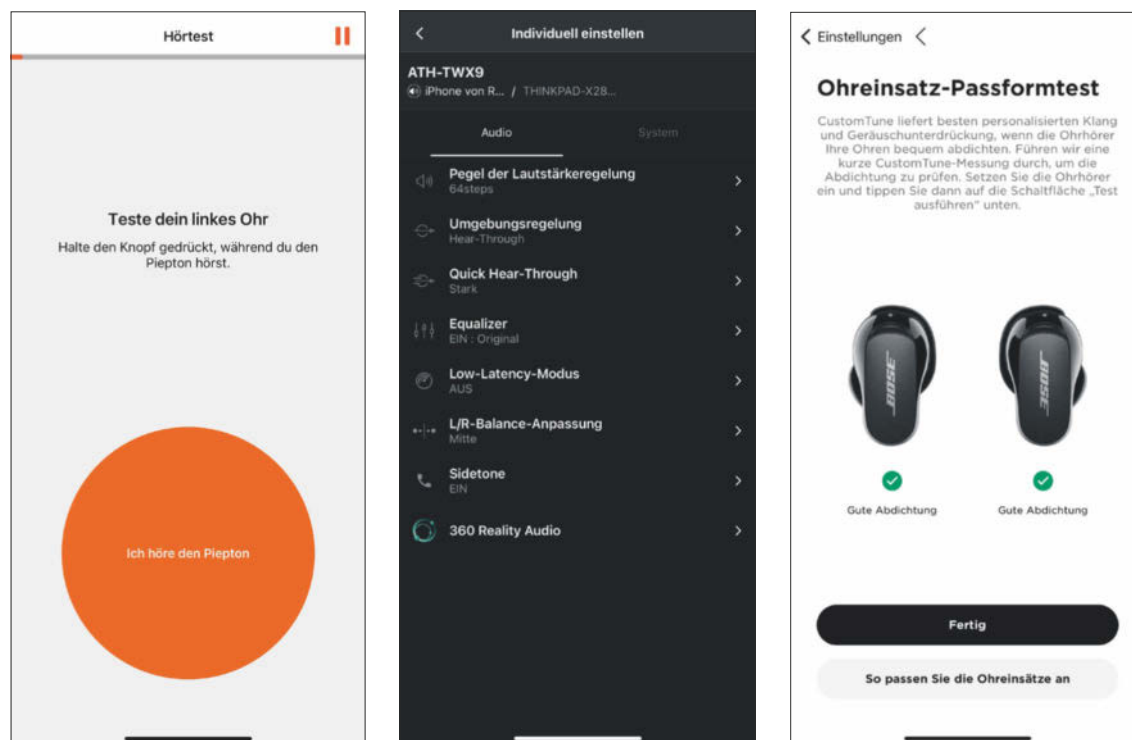 Hörtest
Teste dein linkes Ohr
Halte den Knopf gedrückt, während du den
Piepton hörst.
Ich höre den Piepton
Individuell einstellen
ATH-TWX9
iPhone von R... / THINKPAD-X28...
Audio
System
Pegel der Lautstärkeregelung
64steps
Umgebungsregelung
Hear-Through
Quick Hear-Through
Stark
Equalizer
EIN : Original
Low-Latency-Modus
AUS
L/R-Balance-Anpassung
Mitte
Sidetone
EIN
360 Reality Audio
Einstellungen
Ohreinsatz-Passformtest
CustomTune liefert besten personalisierten Klang
und Geräuschunterdrückung, wenn die Ohrhörer
Ihre Ohren bequem abdichten. Führen wir eine
kurze CustomTune-Messung durch, um die
Abdichtung zu prüfen. Setzen Sie die Ohrhörer
ein und tippen Sie dann auf die Schaltfläche „Test
ausführen“ unten.
BOSE
BOSE
Gute Abdichtung
Gute Abdichtung
Fertig
So passen Sie die Ohreinsätze an